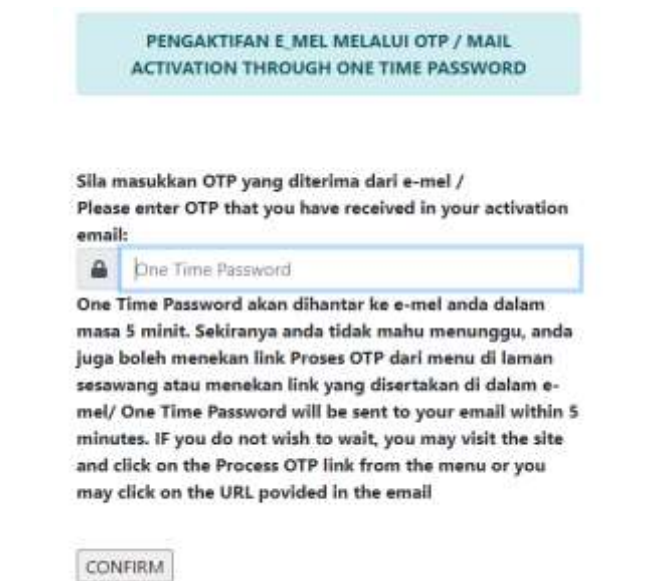 PENGAKTIFAN E_MEL MELALUI OTP / MAIL
ACTIVATION THROUGH ONE TIME PASSWORD
Sila masukkan OTP yang diterima dari e-mel /
Please enter OTP that you have received in your activation
email:
One Time Password
One Time Password akan dihantar ke e-mel anda dalam
masa 5 minit. Sekiranya anda tidak mahu menunggu, anda
juga boleh menekan link Proses OTP dari menu di laman
sesawang atau menekan link yang disertakan di dalam e-
mel/ One Time Password will be sent to your email within 5
minutes. IF you do not wish to wait, you may visit the site
and click on the Process OTP link from the menu or you
may click on the URL povided in the email
CONFIRM